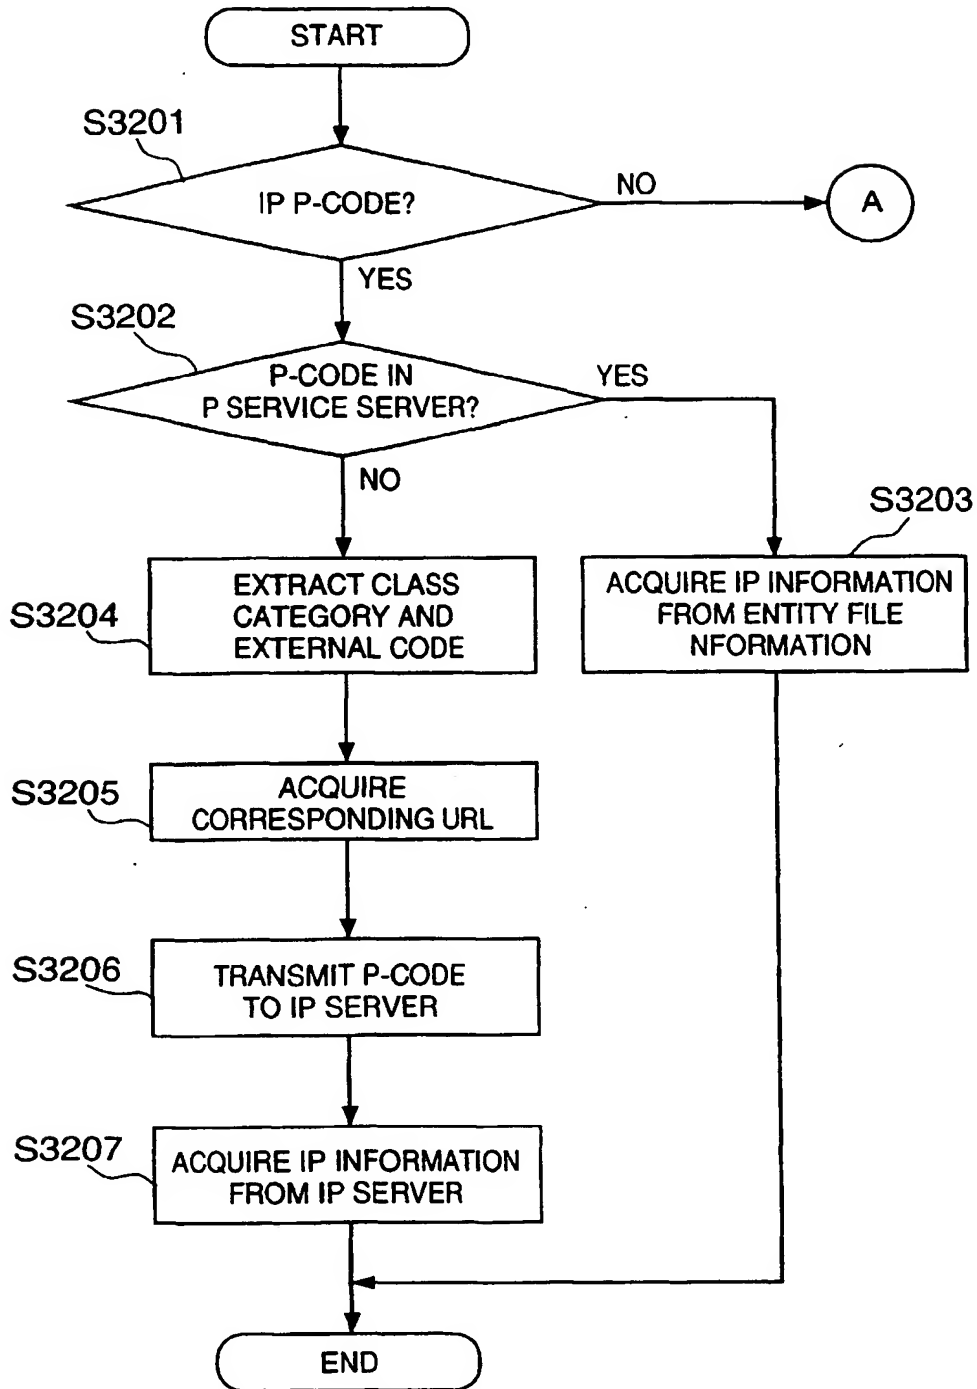 START
S3201
IP P-CODE?
NO
A
YES
S3202
P-CODE IN
P SERVICE SERVER?
YES
NO
S3203
ACQUIRE IP INFORMATION
FROM ENTITY FILE
NFORMATION
S3204
EXTRACT CLASS
CATEGORY AND
EXTERNAL CODE
S3205
ACQUIRE
CORRESPONDING URL
S3206
TRANSMIT P-CODE
TO IP SERVER
S3207
ACQUIRE IP INFORMATION
FROM IP SERVER
END